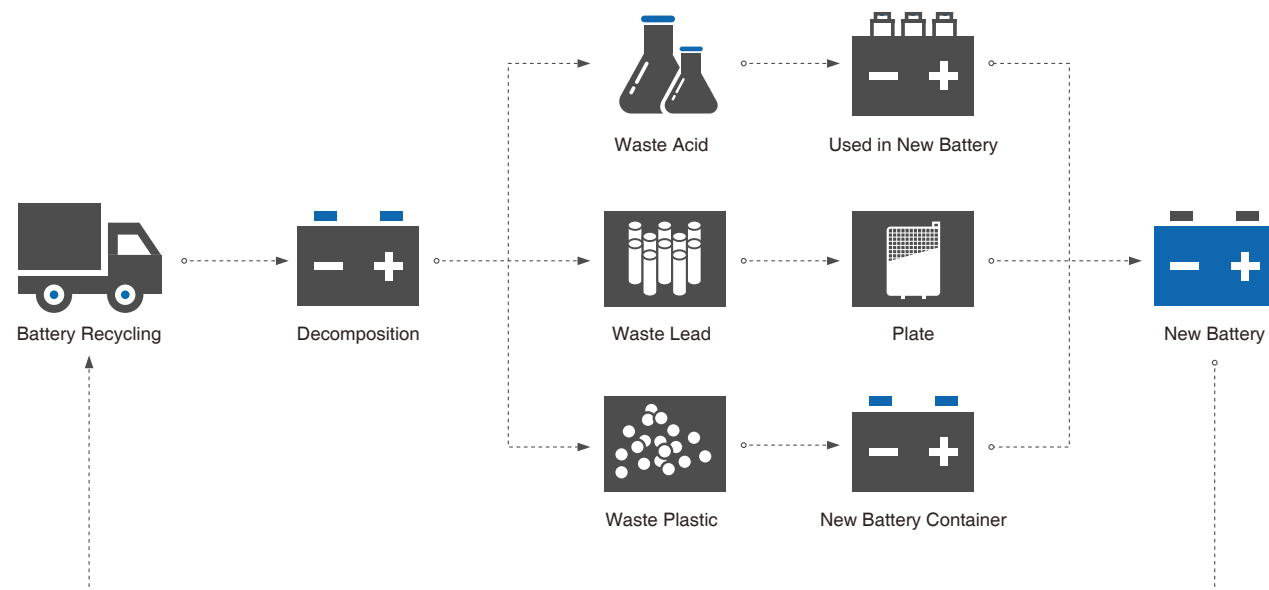 Waste Acid
Used in New Battery
Battery Recycling
Decomposition
Waste Lead
Plate
New Battery
Waste Plastic
New Battery Container